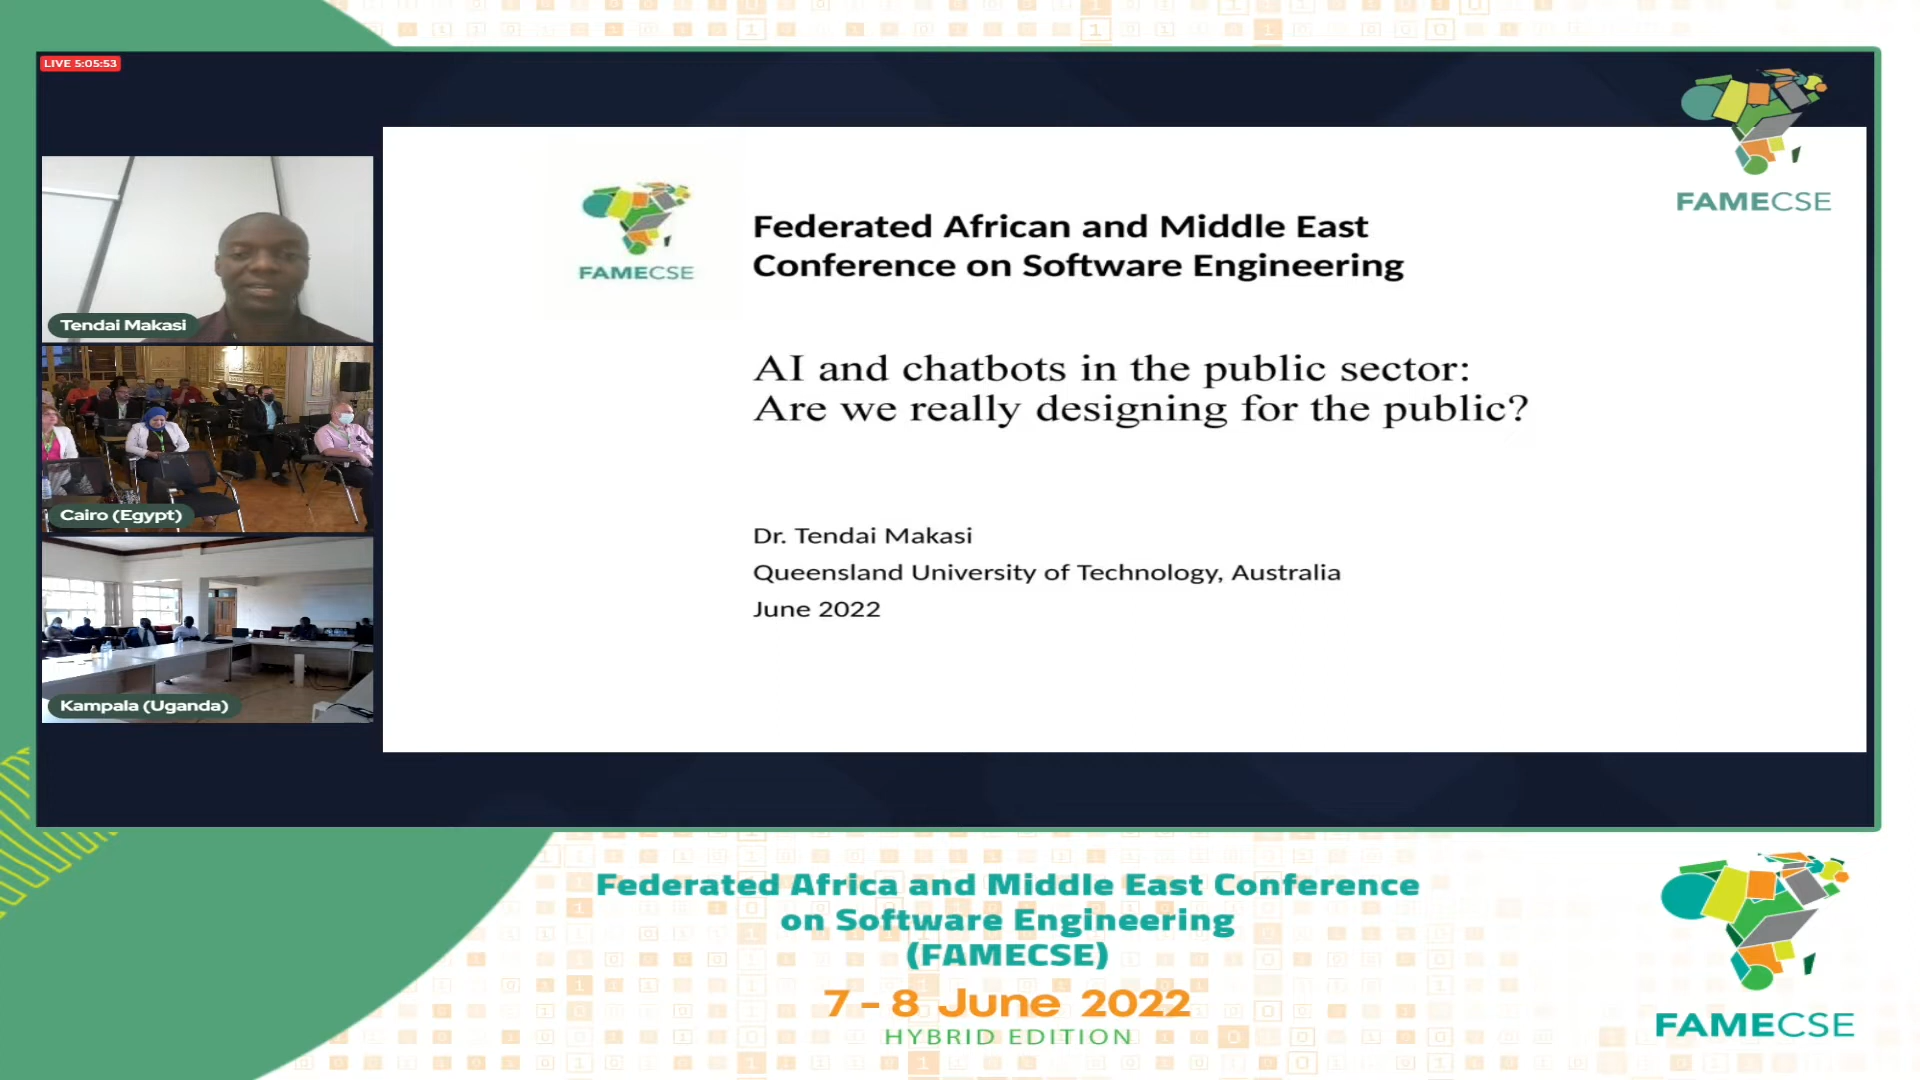 LIVE 5:05:53
FAMECSE
Tendai Makasi
Cairo (Egypt)
Kampala (Uganda)
FAMECSE
Federated African and Middle East
Conference on Software Engineering
AI and chatbots in the public sector:
Are we really designing for the public?
Dr. Tendai Makasi
Queensland University of Technology, Australia
June 2022
Federated Africa and Middle East Conference
on Software Engineering
(FAMECSE)
7 - 8 June 2022
HYBRID EDITION
FAMECSE